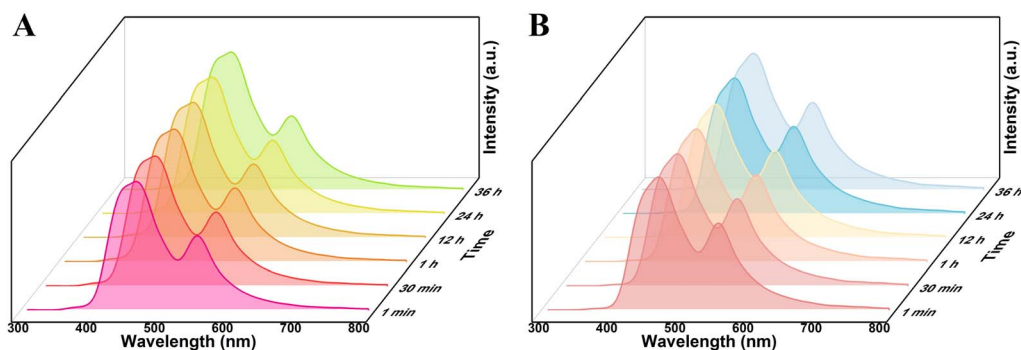 A
Intensity (a.u.)
36 h
24 h
12 h
1 h
30 min
1 min
Time
300 400 500 600 700 800
Wavelength (nm)
B
Intensity (a.u.)
36 h
24 h
12 h
1 h
30 min
1 min
Time
300 400 500 600 700 800
Wavelength (nm)